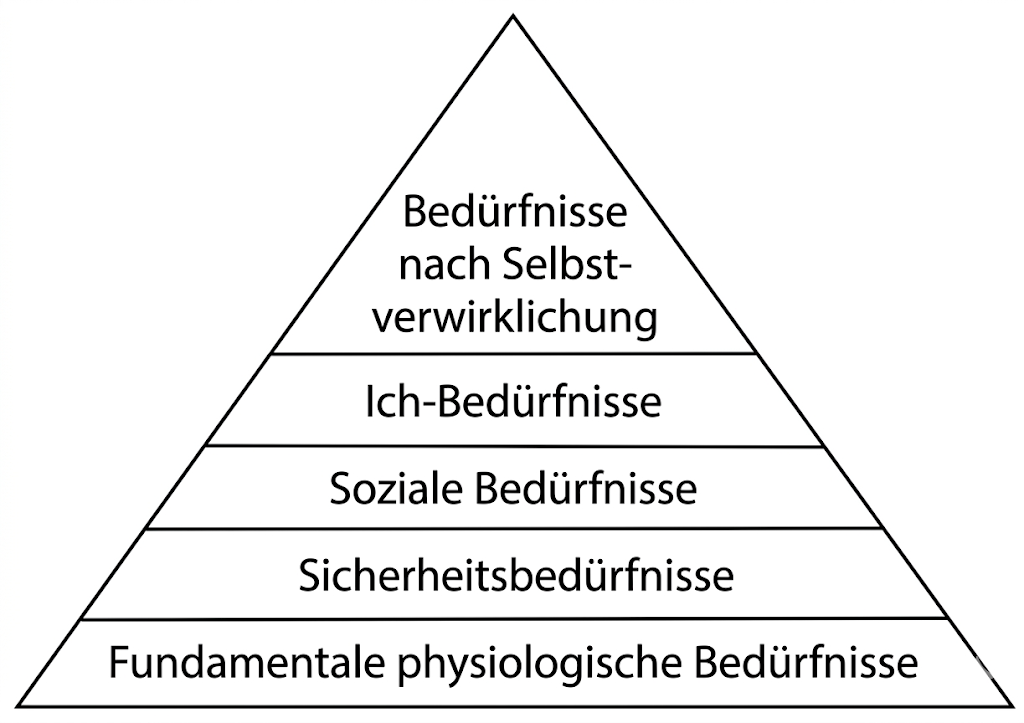 Bedürfnisse
nach Selbst-
verwirklichung
Ich-Bedürfnisse
Soziale Bedürfnisse
Sicherheitsbedürfnisse
Fundamentale physiologische Bedürfnisse